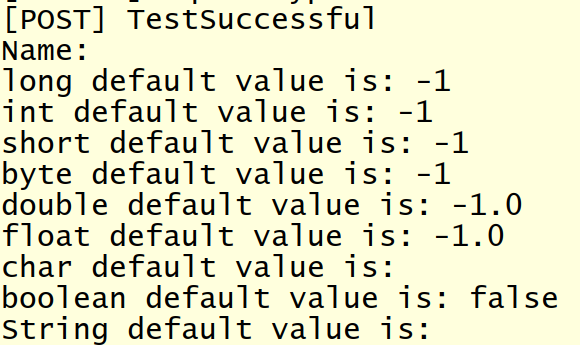 [POST] TestSuccessful
Name:
long default value is: -1
int default value is: -1
short default value is: -1
byte default value is: -1
double default value is: -1.0
float default value is: -1.0
char default value is:
boolean default value is: false
String default value is: